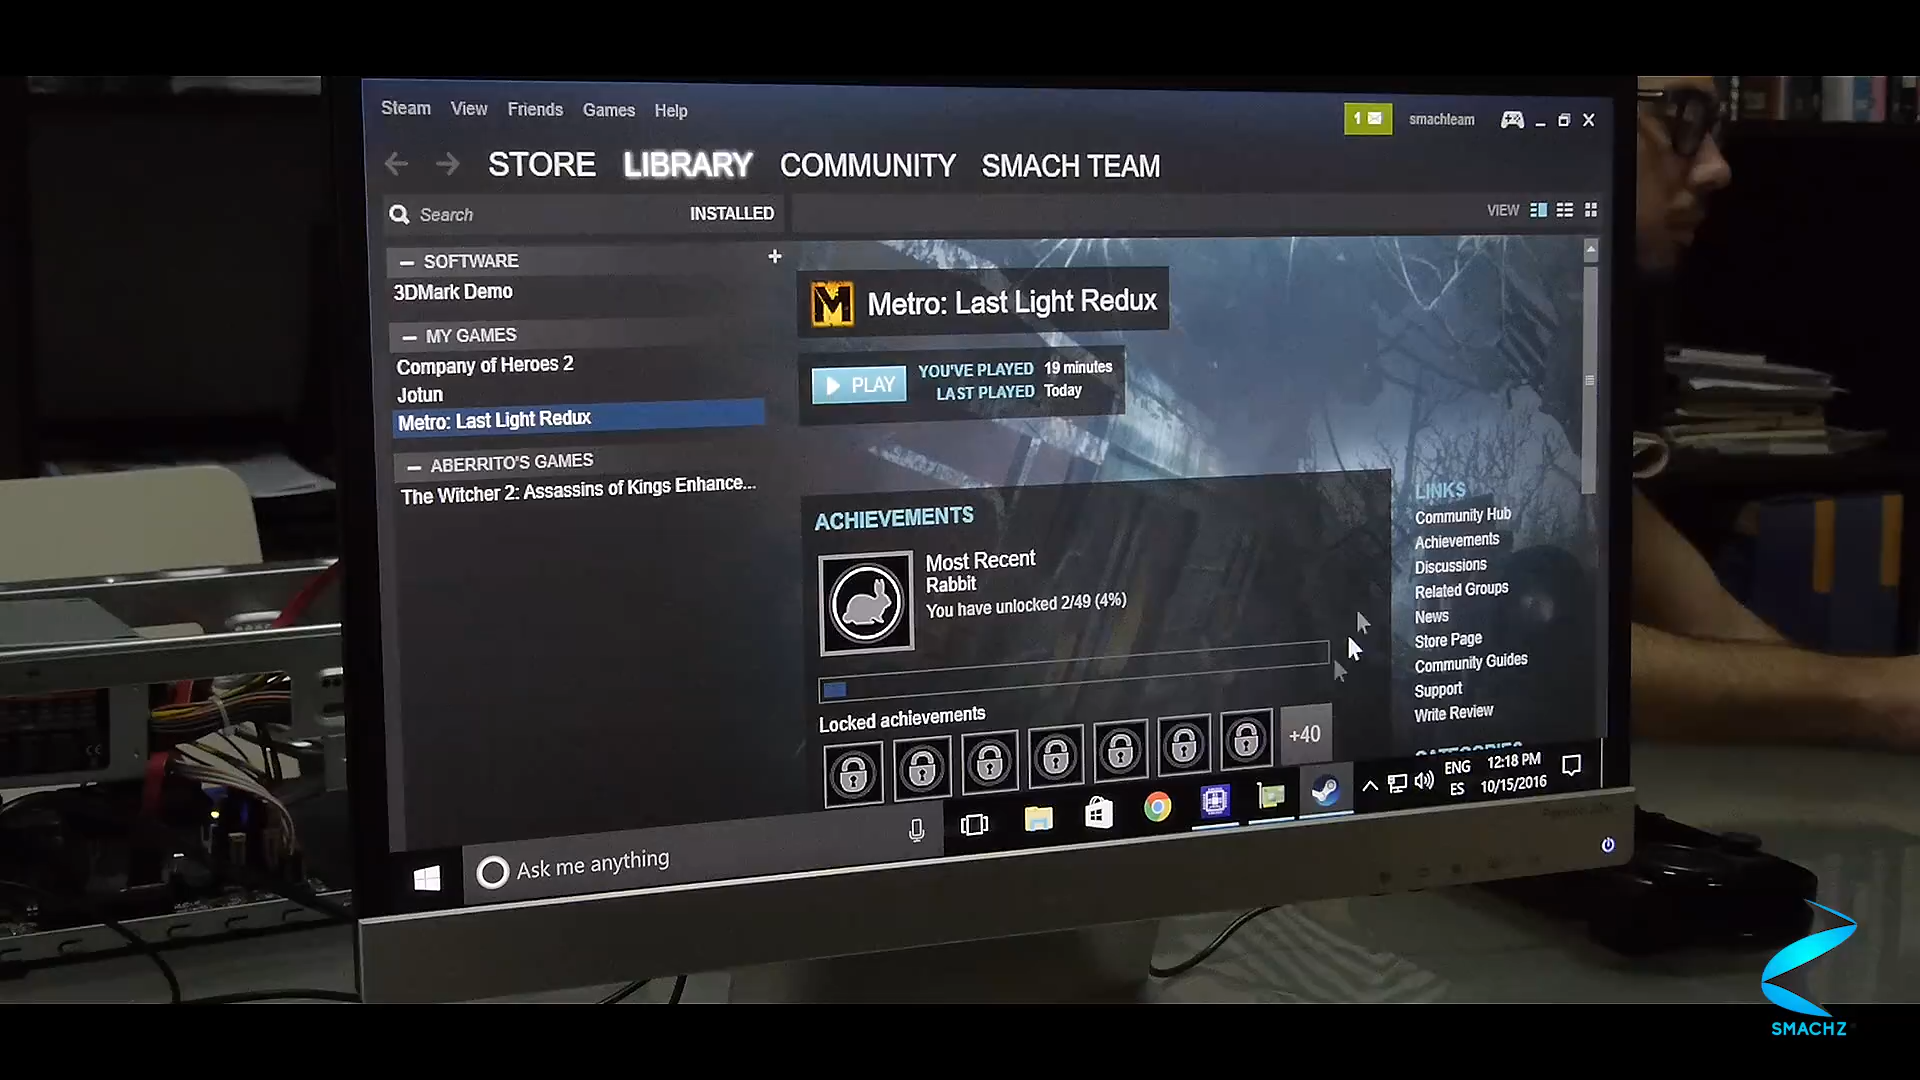 Steam View Friends Games Help
1 smachteam
STORE LIBRARY COMMUNITY SMACH TEAM
Search INSTALLED
VIEW
— SOFTWARE +
3DMark Demo
— MY GAMES
Company of Heroes 2
Jotun
Metro: Last Light Redux
— ABERRITO'S GAMES
The Witcher 2: Assassins of Kings Enhance...
M
Metro: Last Light Redux
PLAY
YOU'VE PLAYED 19 minutes
LAST PLAYED Today
ACHIEVEMENTS
Most Recent
Rabbit
You have unlocked 2/49 (4%)
Locked achievements
+40
LINKS
Community Hub
Achievements
Discussions
Related Groups
News
Store Page
Community Guides
Support
Write Review
CATEGORIES
Ask me anything
ENG 12:18 PM
ES 10/15/2016
SMACHZ